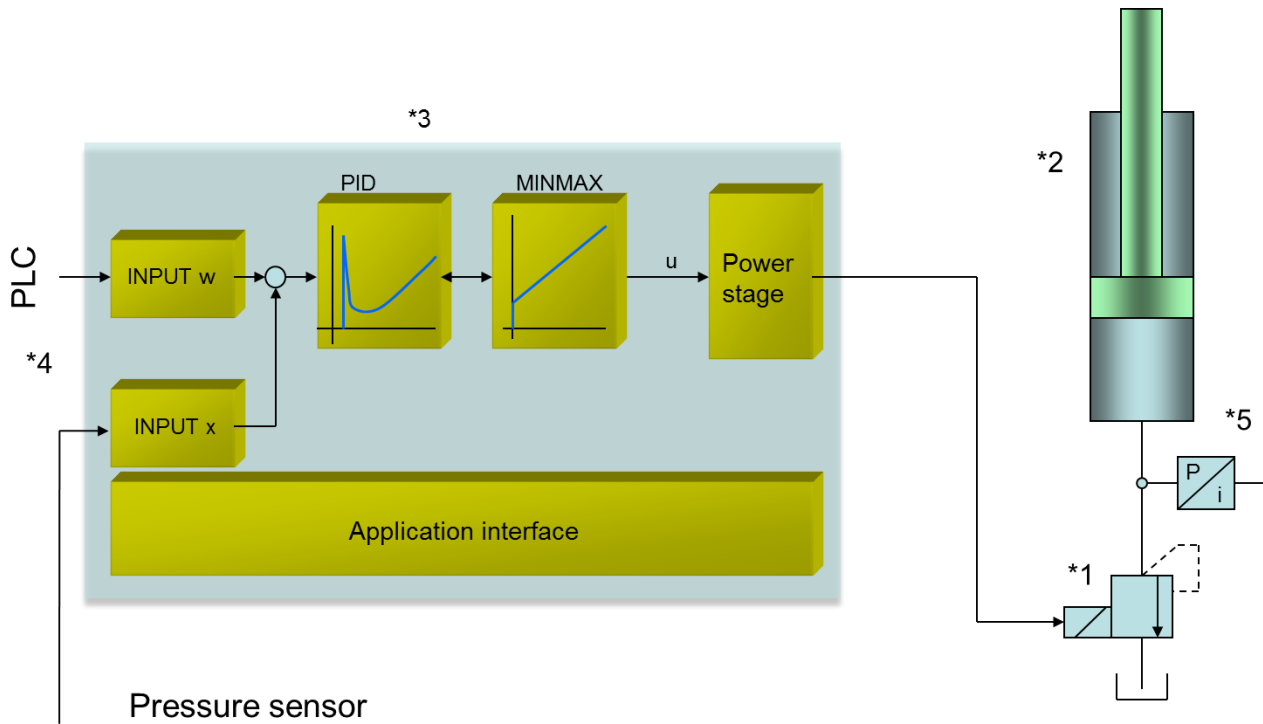 *3
*2
PID
MINMAX
PLC
INPUT w
u
Power
stage
*4
INPUT x
*5
P
i
Application interface
*1
Pressure sensor